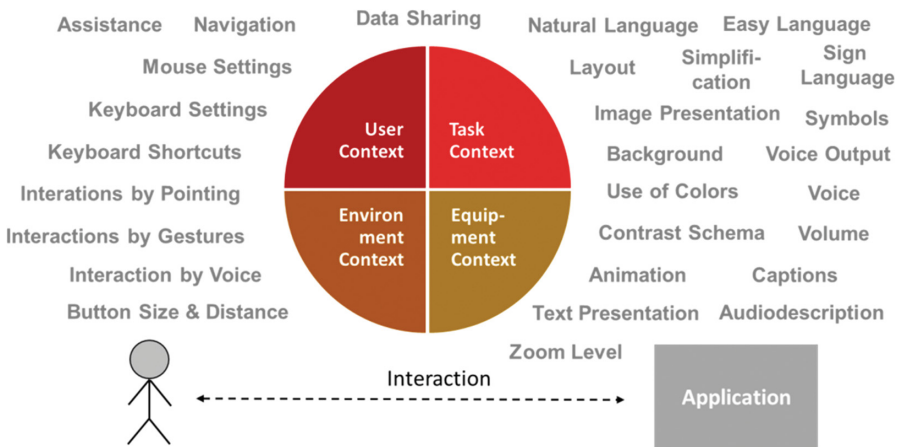 Assistance Navigation Data Sharing Natural Language Easy Language
Mouse Settings
Keyboard Settings
Keyboard Shortcuts
Interations by Pointing
Interactions by Gestures
Interaction by Voice
Button Size & Distance
User
Context
Task
Context
Environ
ment
Context
Equip-
ment
Context
Layout
Simplifi-
cation
Sign
Language
Image Presentation
Symbols
Background
Voice Output
Use of Colors
Voice
Contrast Schema
Volume
Animation
Captions
Text Presentation
Audiodescription
Zoom Level
Interaction
Application